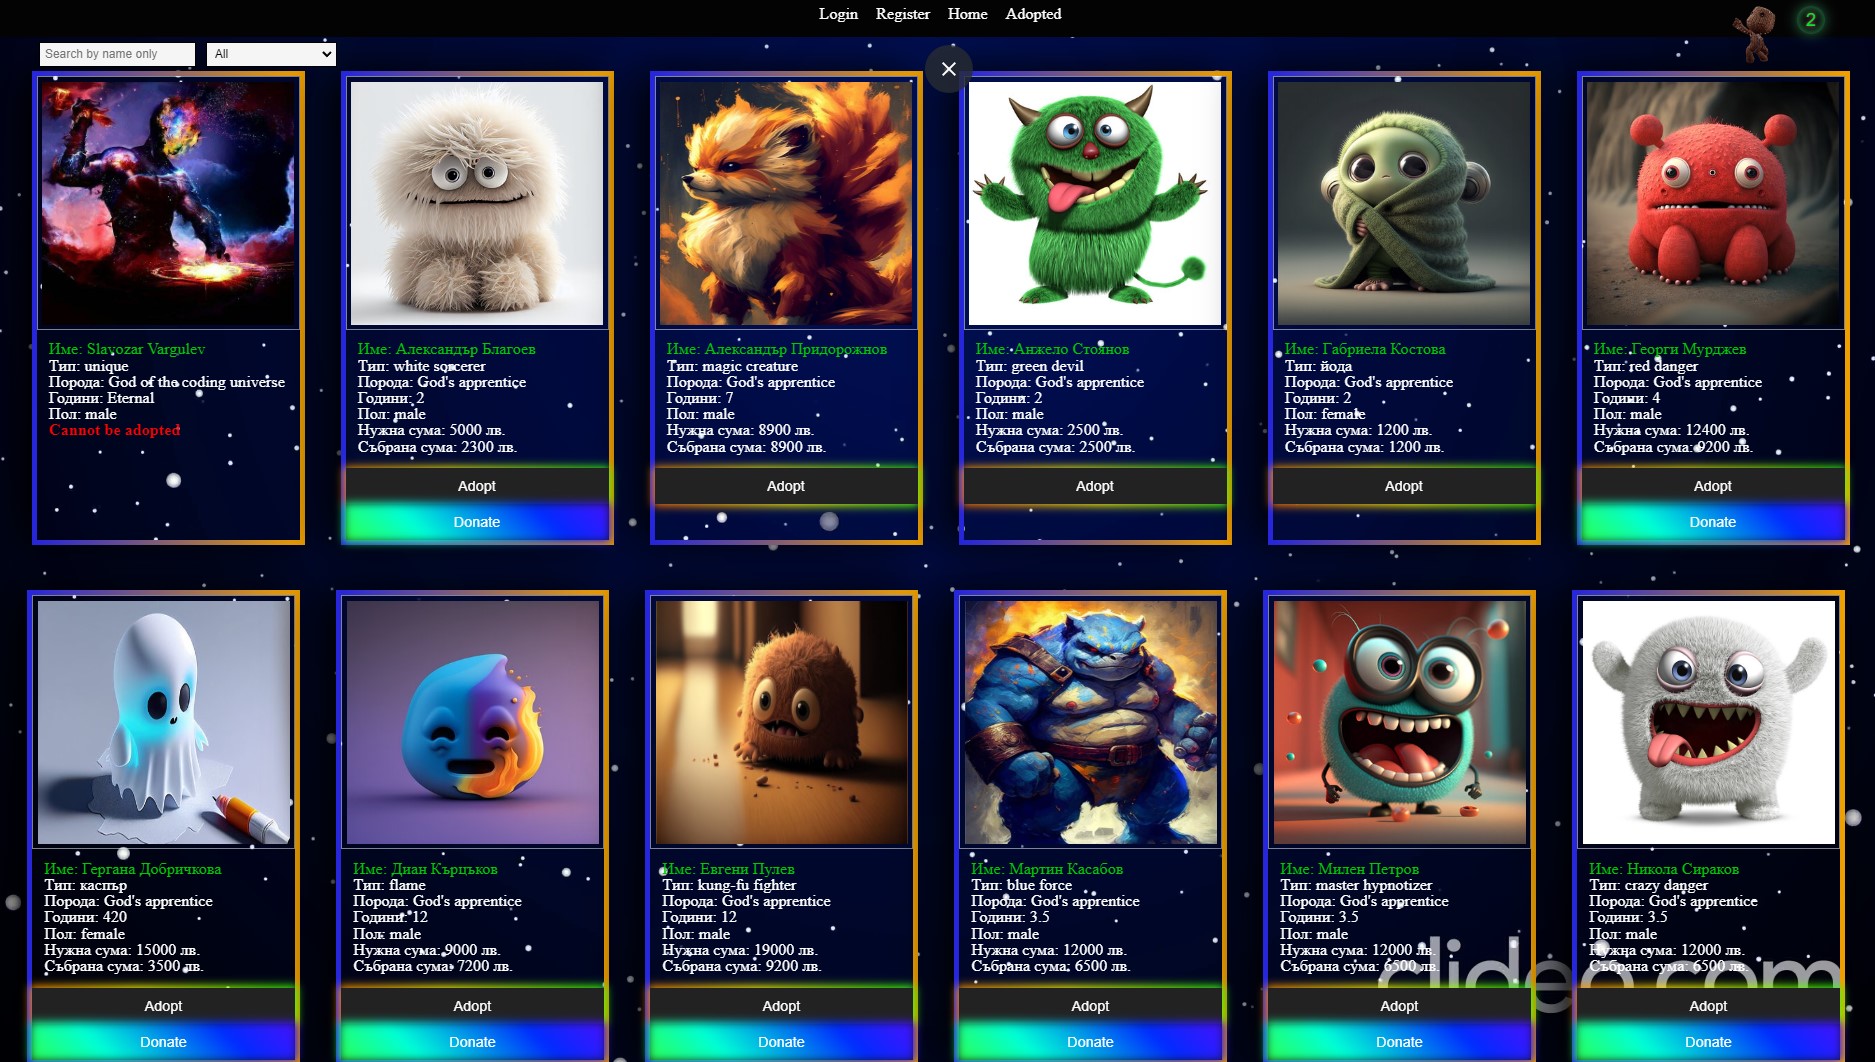 Login Register Home Adopted
2
Search by name only
All
Име: Slavozar Vargulev
Тип: unique
Порода: God of the coding universe
Години: Eternal
Пол: male
Cannot be adopted
Име: Александър Благоев
Тип: white sorcerer
Порода: God's apprentice
Години: 2
Пол: male
Нужна сума: 5000 лв.
Събрана сума: 2300 лв.
Adopt
Donate
Име: Александър Придорожнов
Тип: magic creature
Порода: God's apprentice
Години: 7
Пол: male
Нужна сума: 8900 лв.
Събрана сума: 8900 лв.
Adopt
Име: Анжело Стоянов
Тип: green devil
Порода: God's apprentice
Години: 2
Пол: male
Нужна сума: 2500 лв.
Събрана сума: 2500 лв.
Adopt
Име: Габриела Костова
Тип: йода
Порода: God's apprentice
Години: 2
Пол: female
Нужна сума: 1200 лв.
Събрана сума: 1200 лв.
Adopt
Име: Георги Мурджев
Тип: red danger
Порода: God's apprentice
Години: 4
Пол: male
Нужна сума: 12400 лв.
Събрана сума: 9200 лв.
Adopt
Donate
Име: Гергана Добричкова
Тип: каспър
Порода: God's apprentice
Години: 420
Пол: female
Нужна сума: 15000 лв.
Събрана сума: 3500 лв.
Adopt
Donate
Име: Диан Кърцъков
Тип: flame
Порода: God's apprentice
Години: 12
Пол: male
Нужна сума: 9000 лв.
Събрана сума: 7200 лв.
Adopt
Donate
Име: Евгени Пулев
Тип: kung-fu fighter
Порода: God's apprentice
Години: 12
Пол: male
Нужна сума: 19000 лв.
Събрана сума: 9200 лв.
Adopt
Donate
Име: Мартин Касабов
Тип: blue force
Порода: God's apprentice
Години: 3.5
Пол: male
Нужна сума: 12000 лв.
Събрана сума: 6500 лв.
Adopt
Donate
Име: Милен Петров
Тип: master hypnotizer
Порода: God's apprentice
Години: 3.5
Пол: male
Нужна сума: 12000 лв.
Събрана сума: 6500 лв.
Adopt
Donate
Име: Никола Сираков
Тип: crazy danger
Порода: God's apprentice
Години: 3.5
Пол: male
Нужна сума: 12000 лв.
Събрана сума: 6500 лв.
Adopt
Donate
clideo.com